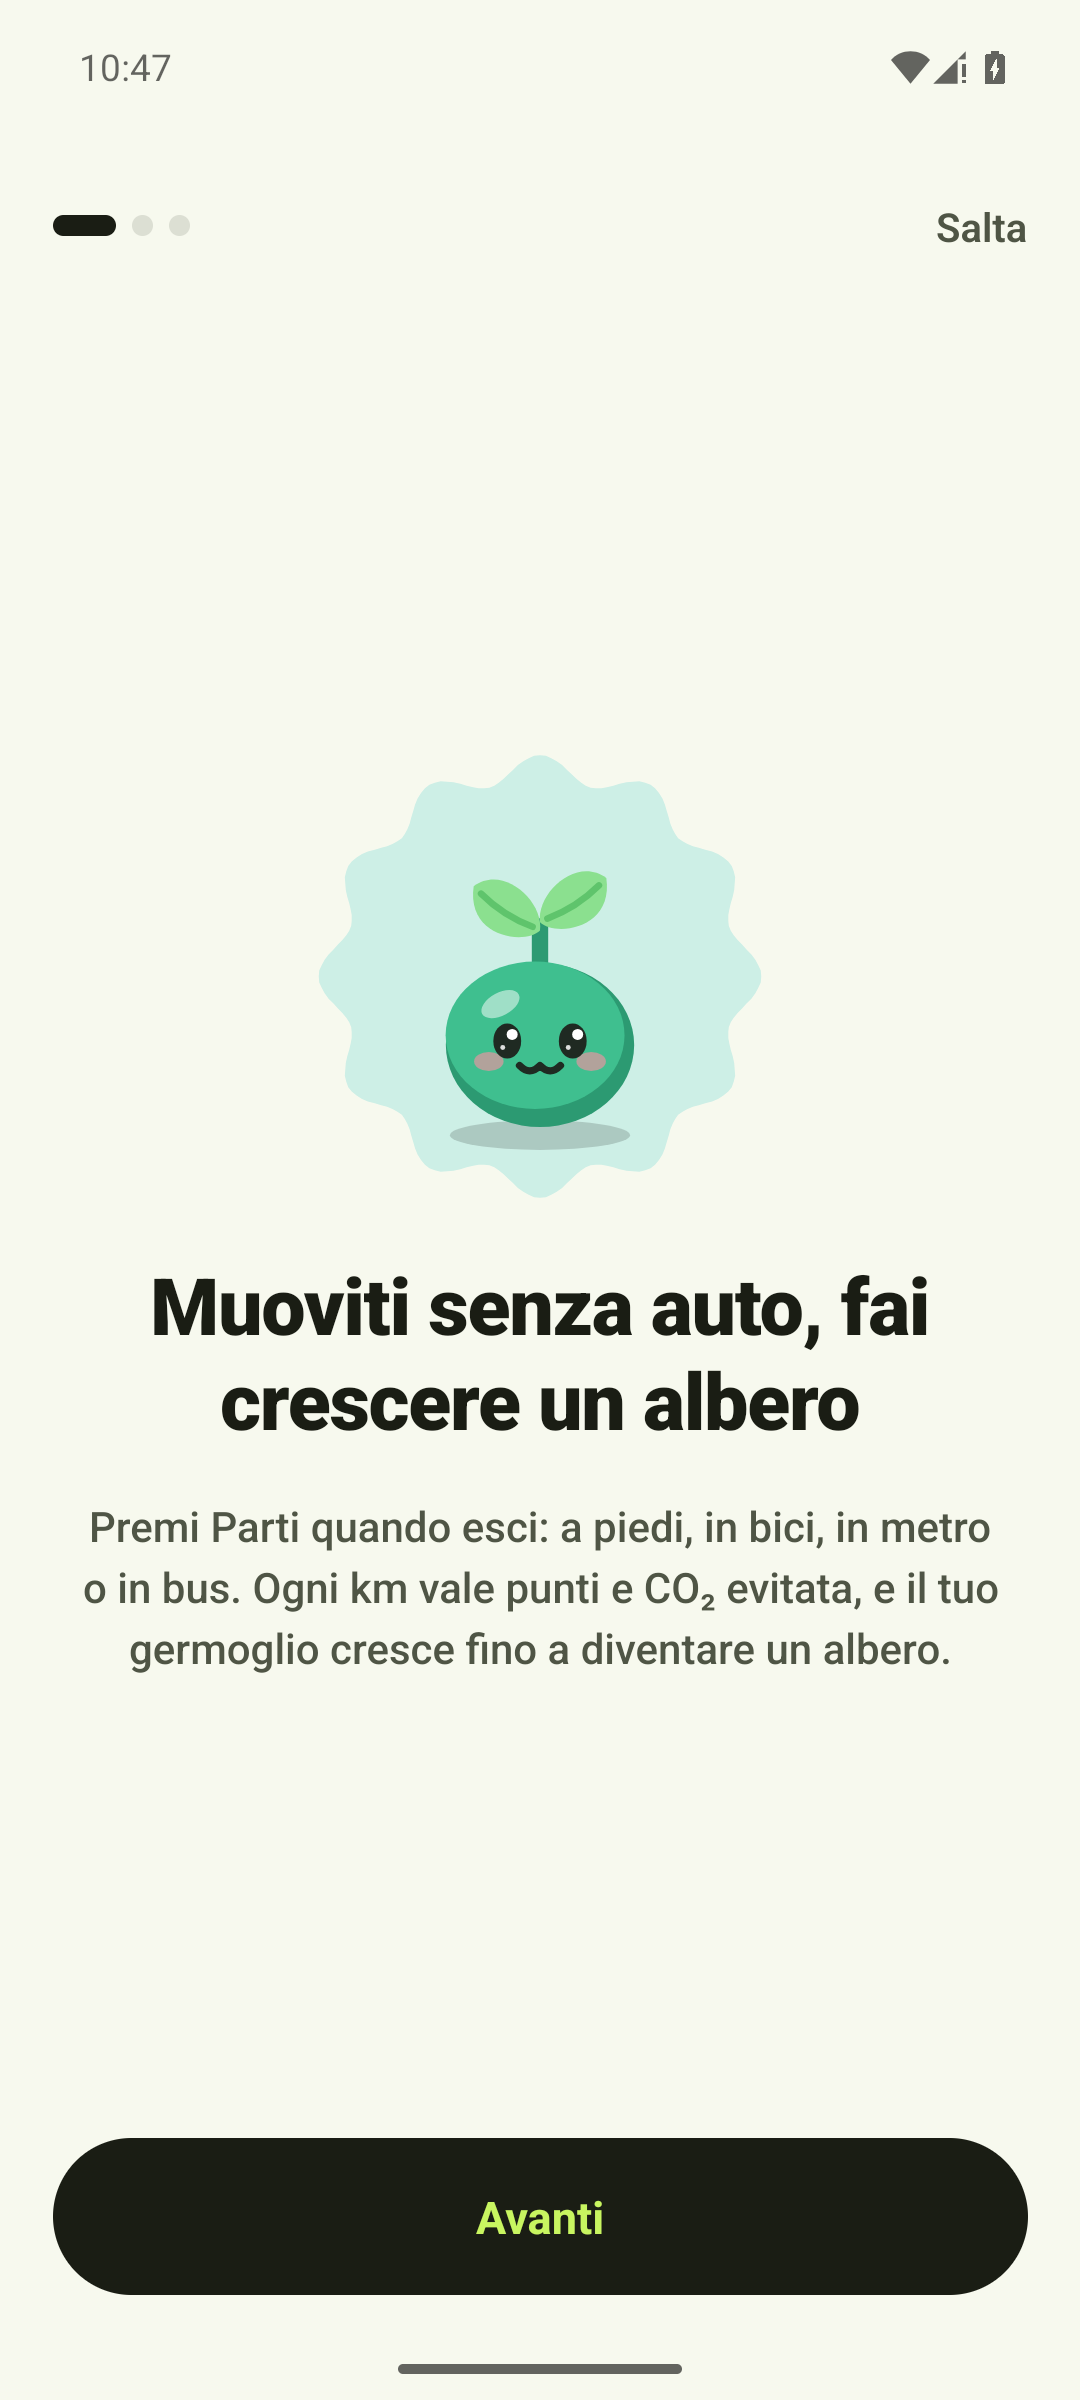 10:47
Salta
Muoviti senza auto, fai
crescere un albero
Premi Parti quando esci: a piedi, in bici, in metro
o in bus. Ogni km vale punti e CO₂ evitata, e il tuo
germoglio cresce fino a diventare un albero.
Avanti